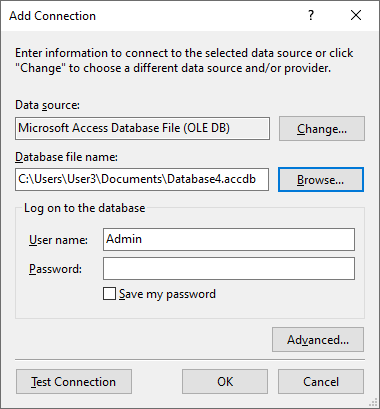 Add Connection
?
Enter information to connect to the selected data source or click
"Change" to choose a different data source and/or provider.
Data source:
Microsoft Access Database File (OLE DB)
Change...
Database file name:
C:\Users\User3\Documents\Database4.accdb
Browse...
Log on to the database
User name:
Admin
Password:
Save my password
Advanced...
Test Connection
OK
Cancel